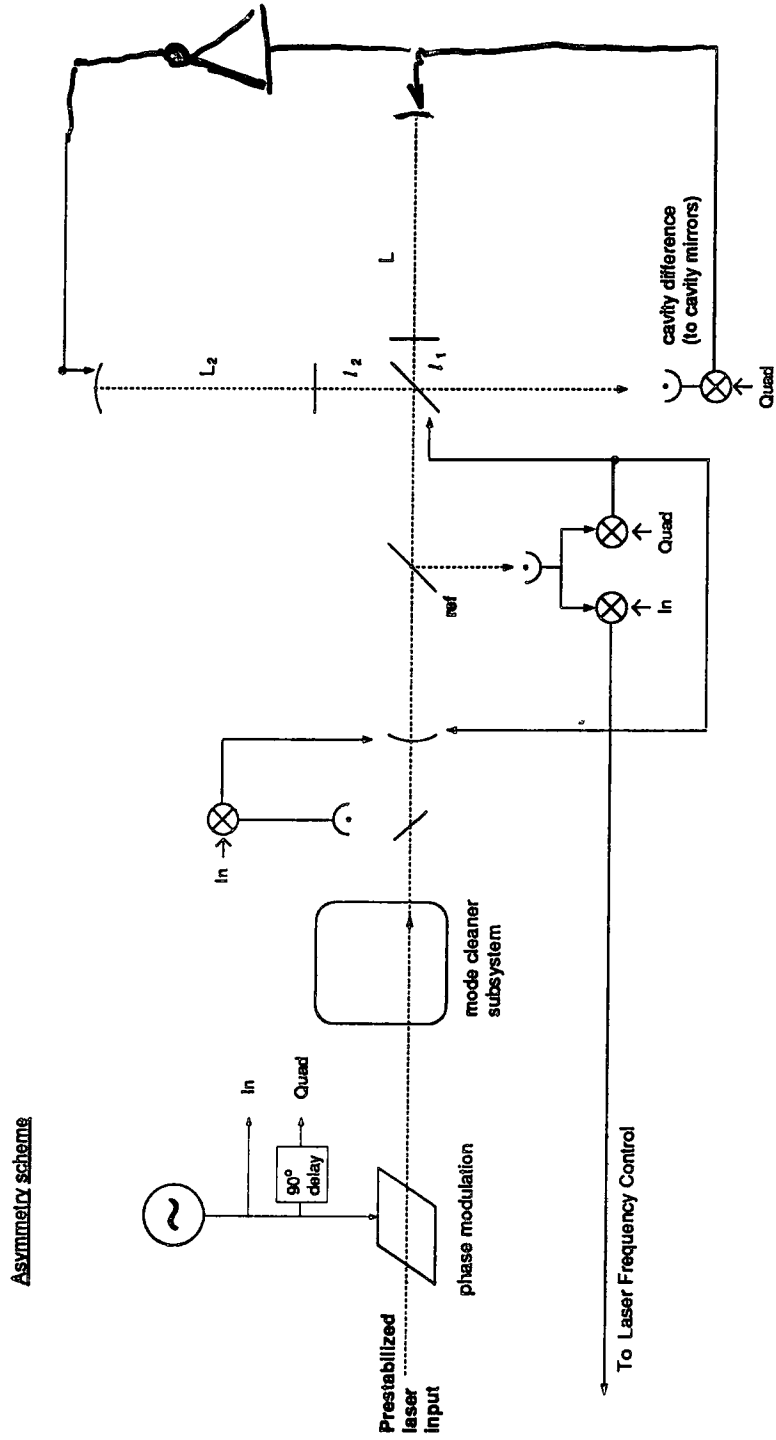 Asymmetry scheme
Prestabilized
laser
input
phase modulation
90°
delay
In
Quad
~
mode cleaner
subsystem
In
ref
In
Quad
To Laser Frequency Control
L₂
l₂
l₁
L
cavity difference
(to cavity mirrors)
Quad